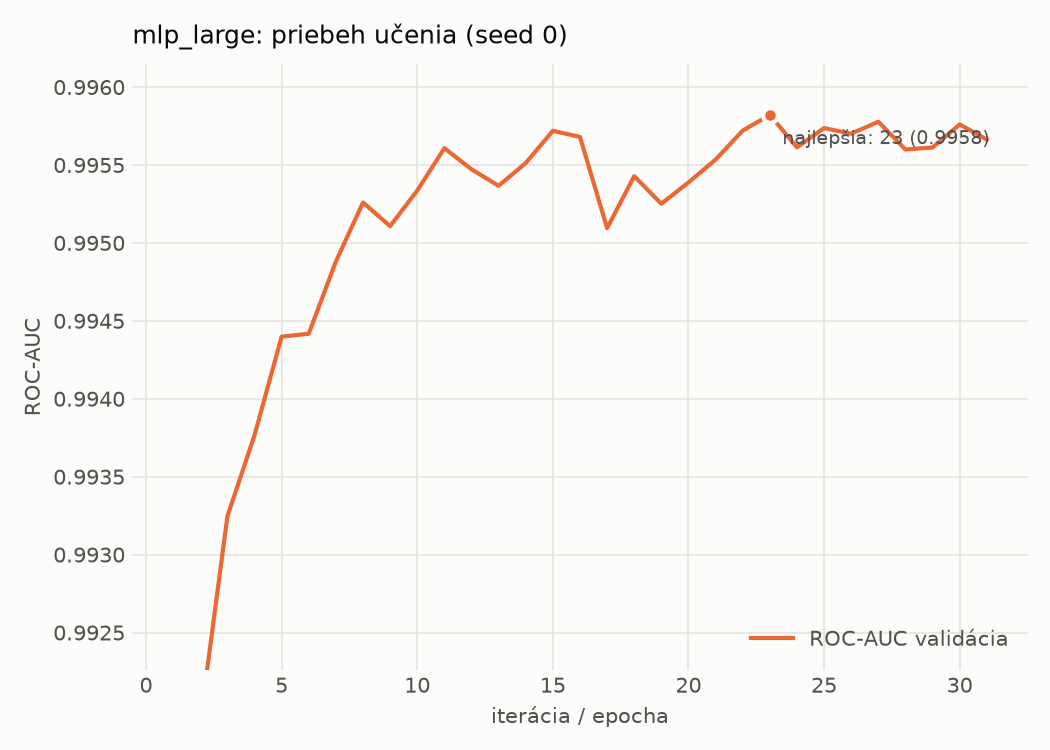 mlp_large: priebeh učenia (seed 0)
0.9960
0.9955
0.9950
0.9945
0.9940
0.9935
0.9930
0.9925
ROC-AUC
najlepšia: 23 (0.9958)
ROC-AUC validácia
0 5 10 15 20 25 30
iterácia / epocha